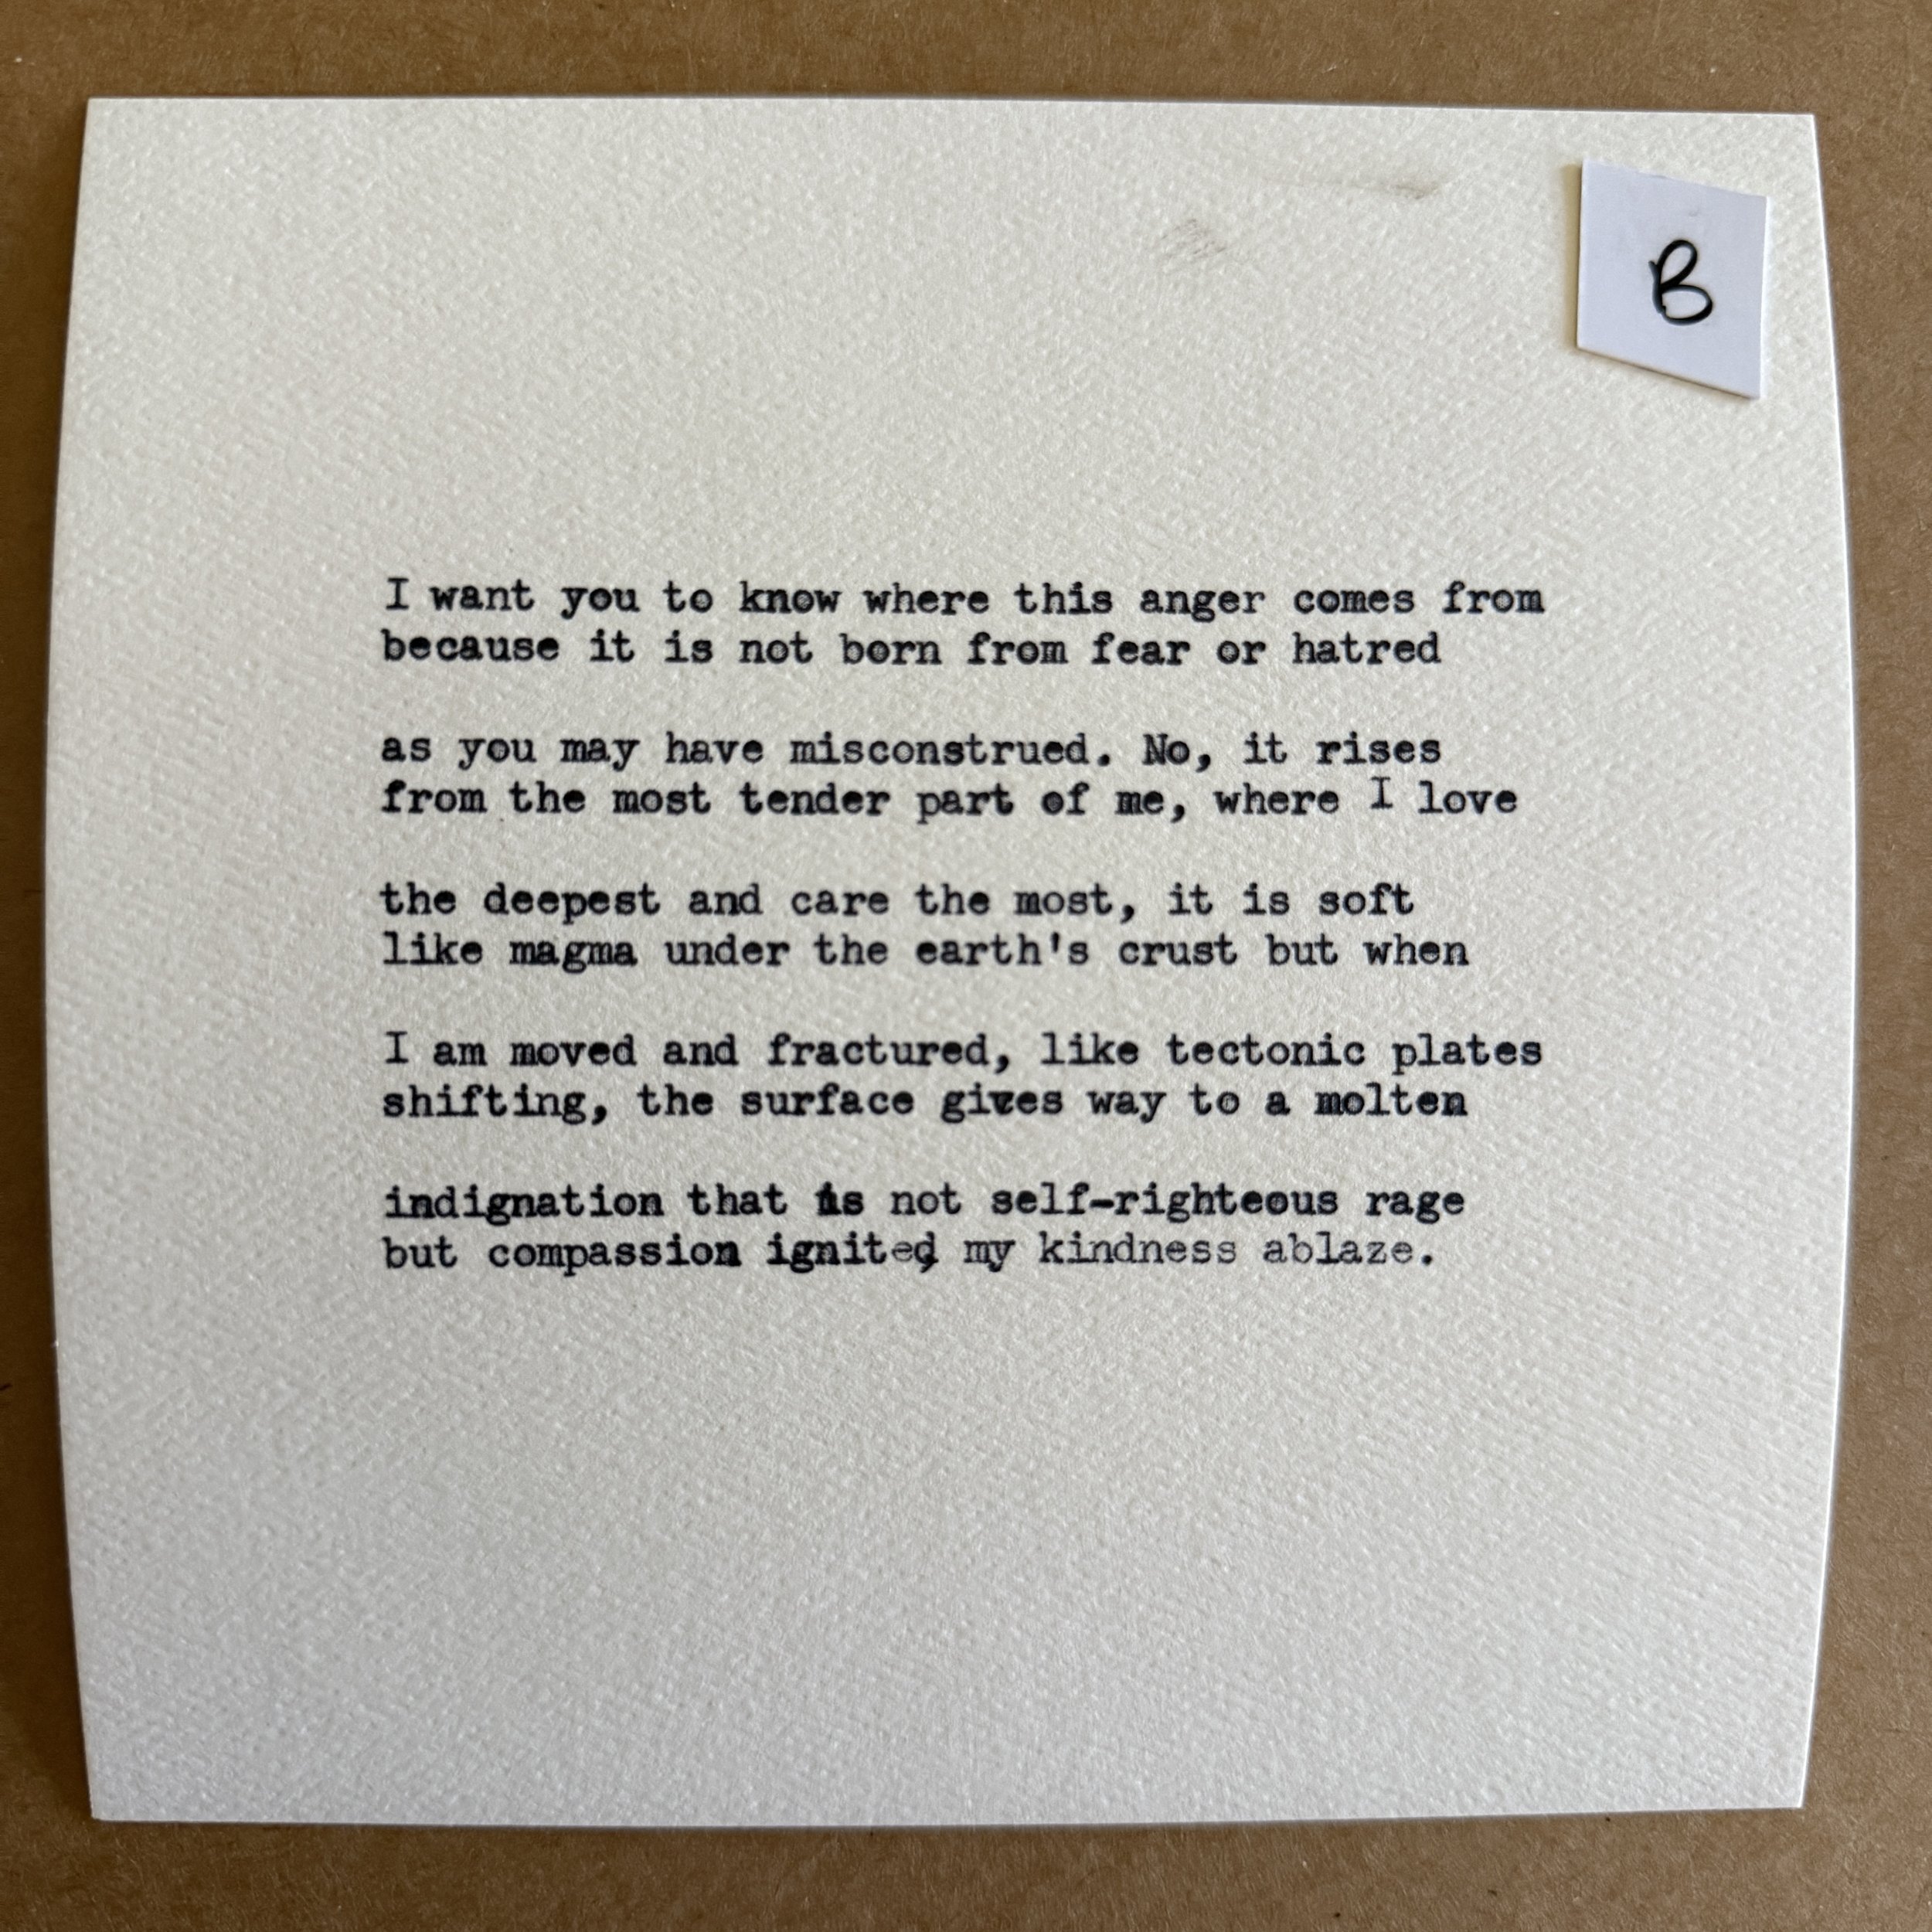 B
I want you to know where this anger comes from
because it is not born from fear or hatred
as you may have misconstrued. No, it rises
from the most tender part of me, where I love
the deepest and care the most, it is soft
like magma under the earth's crust but when
I am moved and fractured, like tectonic plates
shifting, the surface gives way to a molten
indignation that is not self-righteous rage
but compassion ignited, my kindness ablaze.